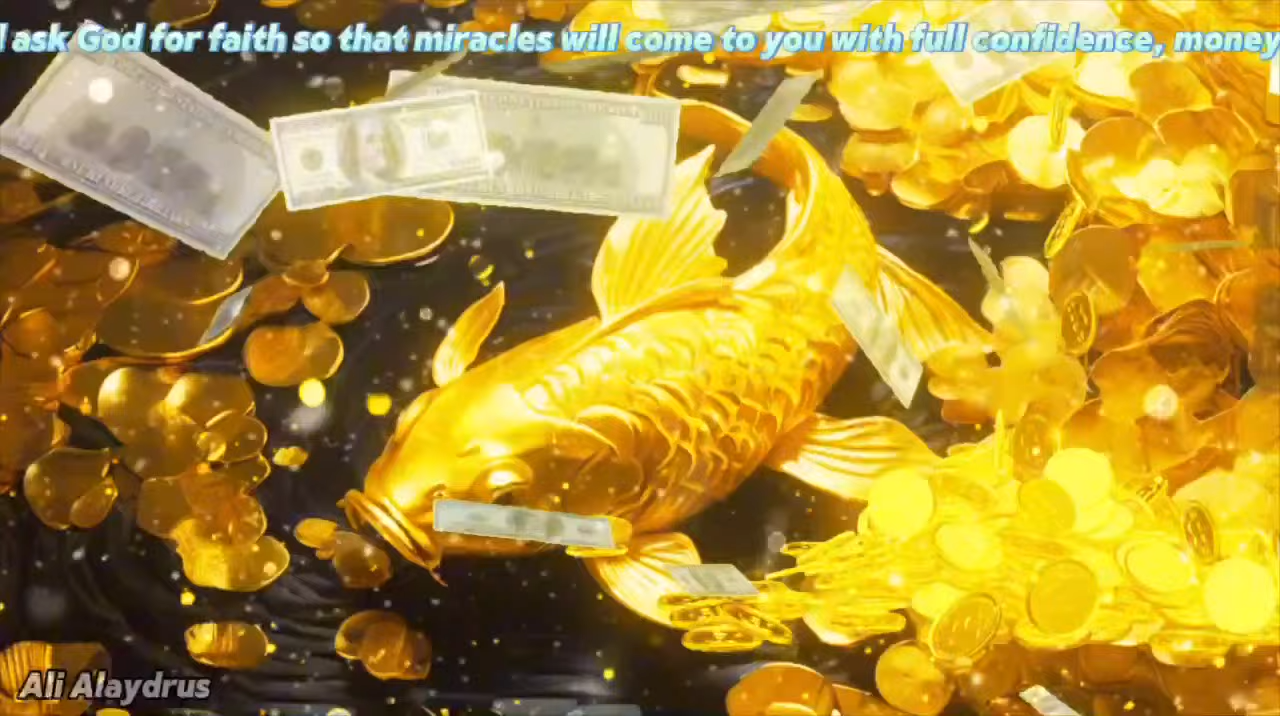 ask God for faith so that miracles will come to you with full confidence, money
Ali Alaydrus